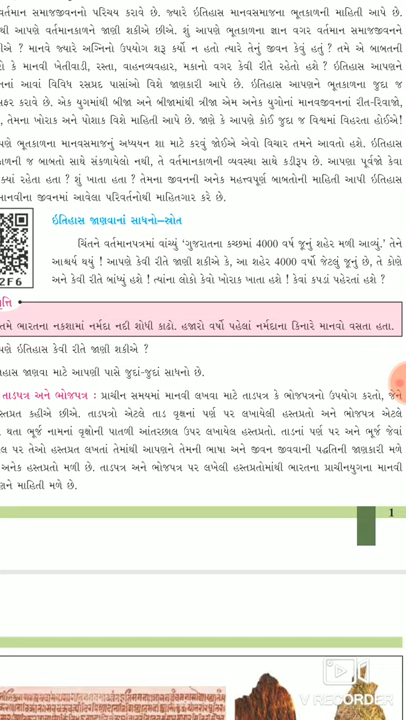 વર્તમાન સમાજજીવનનો પરિચય કરાવે છે. જ્યારે ઇતિહાસ માનવસમાજના ભૂતકાળની માહિતી આપે છે.
થી આપણે વર્તમાનકાળને જાણી શકીએ છીએ. શું આપણે ભૂતકાળના જ્ઞાન વગર વર્તમાન સમાજજીવનને
ીએ ? માનવે જ્યારે અગ્નિનો ઉપયોગ શરૂ કર્યો ન હતો ત્યારે તેનું જીવન કેવું હતું ? તમે એ બાબતની
ો કે માનવી ખેતીવાડી, રસ્તા, વાહનવ્યવહાર, મકાનો વગર કેવી રીતે રહેતો હશે ? ઇતિહાસ આપણને
નનાં આવાં વિવિધ રસપ્રદ પાસાંઓ વિશે જાણકારી આપે છે. ઇતિહાસ આપણને ભૂતકાળના જુદા જ
સફર કરાવે છે. એક યુગમાંથી બીજા અને બીજામાંથી ત્રીજા એમ અનેક યુગોનાં માનવજીવનની રીત-રિવાજો,
, તેમના ખોરાક અને પોશાક વિશે માહિતી આપે છે. જાણે કે આપણે કોઈ જુદા જ વિશ્વમાં વિહરતા હોઈએ!
પણે ભૂતકાળના માનવસમાજનું અધ્યયન શા માટે કરવું જોઈએ એવો વિચાર તમને આવતો હશે. ઇતિહાસ
કાળની જ બાબતો સાથે સંકળાયેલો નથી, તે વર્તમાનકાળની વ્યવસ્થા સાથે કડીરૂપ છે. આપણા પૂર્વજો કેવા
ક્યાં રહેતા હતા ? શું ખાતા હતા ? તેમના જીવનની અનેક મહત્ત્વપૂર્ણ બાબતોની માહિતી આપી ઇતિહાસ
માનવીના જીવનમાં આવેલા પરિવર્તનોથી માહિતગાર કરે છે.
ઇતિહાસ જાણવાનાં સાધનો–સ્રોત
ચિંતને વર્તમાનપત્રમાં વાંચ્યું ‘ગુજરાતના કચ્છમાં 4000 વર્ષ જૂનું શહેર મળી આવ્યું.’ તેને
આશ્ચર્ય થયું ! આપણે કેવી રીતે જાણી શકીએ કે, આ શહેર 4000 વર્ષો જેટલું જૂનું છે, તે કોણે
અને કેવી રીતે બાંધ્યું હશે ! ત્યાંના લોકો કેવો ખોરાક ખાતા હશે ! કેવાં કપડાં પહેરતાં હશે ?
2F6
ૃત્તિ
તમે ભારતના નકશામાં નર્મદા નદી શોધી કાઢો. હજારો વર્ષો પહેલાં નર્મદાના કિનારે માનવો વસતા હતા.
પણે ઇતિહાસ કેવી રીતે જાણી શકીએ ?
તિહાસ જાણવા માટે આપણી પાસે જુદાં-જુદાં સાધનો છે.
તાડપત્ર અને ભોજપત્ર : પ્રાચીન સમયમાં માનવી લખવા માટે તાડપત્ર કે ભોજપત્રનો ઉપયોગ કરતો, જેને
સ્તપ્રત કહીએ છીએ. તાડપત્રો એટલે તાડ વૃક્ષનાં પર્ણ પર લખાયેલી હસ્તપ્રતો અને ભોજપત્ર એટલે
થતા ભૂર્જ નામનાં વૃક્ષોની પાતળી આંતરછાલ ઉપર લખાયેલ હસ્તપ્રતો. તાડનાં પર્ણ પર અને ભૂર્જ જેવાં
લ પર તેઓ હસ્તપ્રત લખતાં તેમાંથી આપણને તેમની ભાષા અને જીવન જીવવાની પદ્ધતિની જાણકારી મળે
અનેક હસ્તપ્રતો મળી છે. તાડપત્ર અને ભોજપત્ર પર લખેલી હસ્તપ્રતોમાંથી ભારતના પ્રાચીનયુગના માનવી
ણને માહિતી મળે છે.
1
V RECORDER